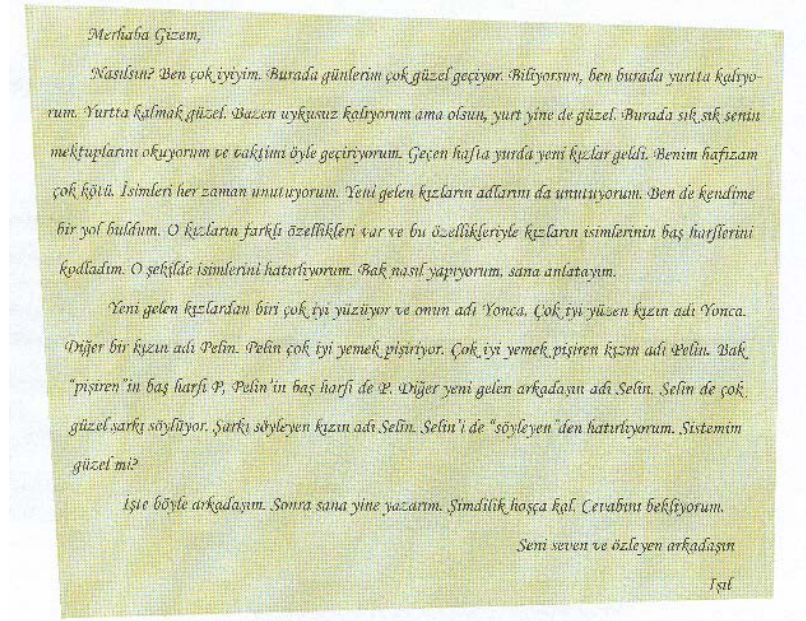 Merhaba Gizem,
Nasılsın? Ben çok iyiyim. Burada günlerim çok güzel geçiyor. Biliyorsun, ben burada yurtta kalıyo-
rum. Yurtta kalmak güzel. Bazen uykusuz kalıyorum ama olsun, yurt yine de güzel. Burada sık sık senin
mektuplarını okuyorum ve vaktimi öyle geçiriyorum. Geçen hafta yurda yeni kızlar geldi. Benim hafızam
çok kötü. İsimleri her zaman unutuyorum. Yeni gelen kızların adlarını da unutuyorum. Ben de kendime
bir yol buldum. O kızların farklı özellikleri var ve bu özellikleriyle kızların isimlerinin baş harflerini
kodladım. O şekilde isimlerini hatırlıyorum. Bak nasıl yapıyorum, sana anlatayım.
Yeni gelen kızlardan biri çok iyi yüzüyor ve onun adı Yonca. Çok iyi yüzen kızın adı Yonca.
Diğer bir kızın adı Pelin. Pelin çok iyi yemek pişiriyor. Çok iyi yemek pişiren kızın adı Pelin. Bak
"pişiren"in baş harfi P, Pelin'in baş harfi de P. Diğer yeni gelen arkadaşın adı Selin. Selin de çok
güzel şarkı söylüyor. Şarkı söyleyen kızın adı Selin. Selin'i de "söyleyen"den hatırlıyorum. Sistemim
güzel mi?
İşte böyle arkadaşım. Sonra sana yine yazarım. Şimdilik hoşça kal. Cevabını bekliyorum.
Seni seven ve özleyen arkadaşın
Işıl